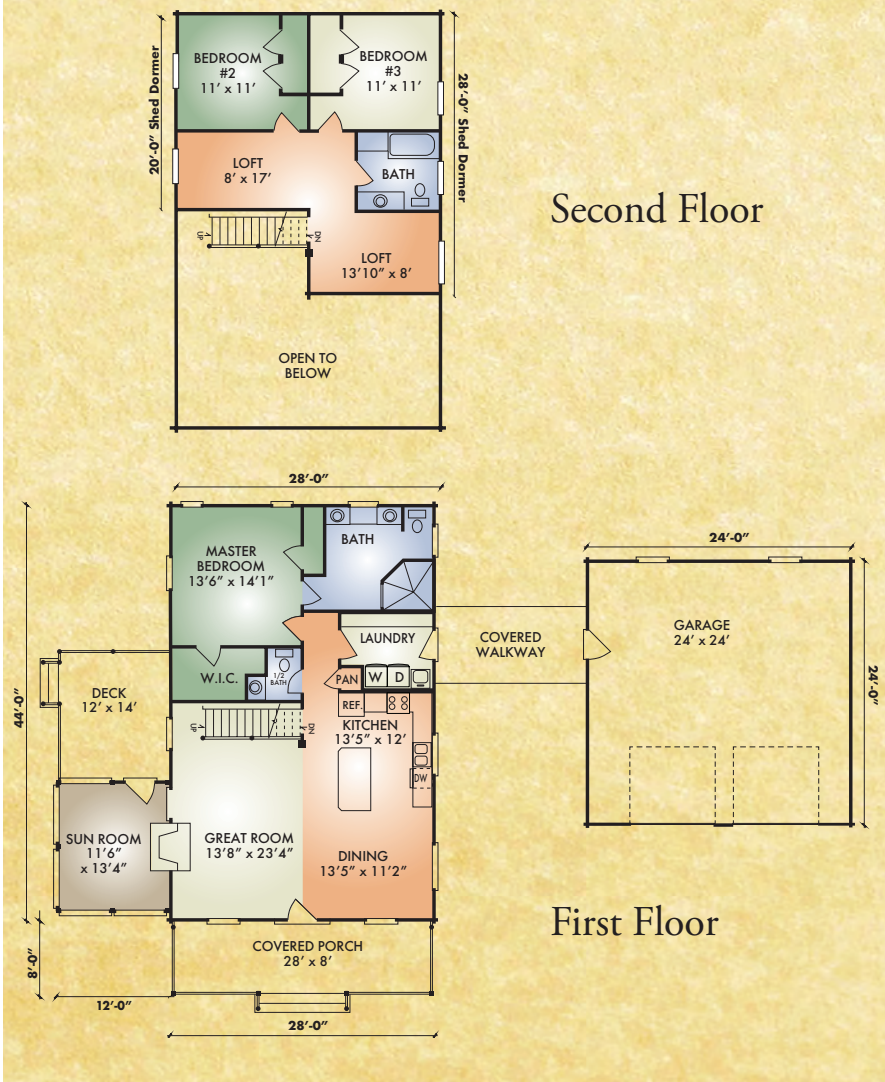 20'-0" Shed Dormer
BEDROOM
#2
11' x 11'
BEDROOM
#3
11' x 11'
28'-0" Shed Dormer
LOFT
8' x 17'
BATH
UP
DN
LOFT
13'10" x 8'
OPEN TO
BELOW
Second Floor
28'-0"
44'-0"
MASTER
BEDROOM
13'6" x 14'1"
BATH
24'-0"
GARAGE
24' x 24'
24'-0"
LAUNDRY
COVERED
WALKWAY
W.I.C.
1/2
BATH
PAN
W
D
DECK
12' x 14'
REF.
UP
DN
KITCHEN
13'5" x 12'
DW
SUN ROOM
11'6"
x 13'4"
GREAT ROOM
13'8" x 23'4"
DINING
13'5" x 11'2"
First Floor
COVERED PORCH
28' x 8'
8'-0"
12'-0"
28'-0"